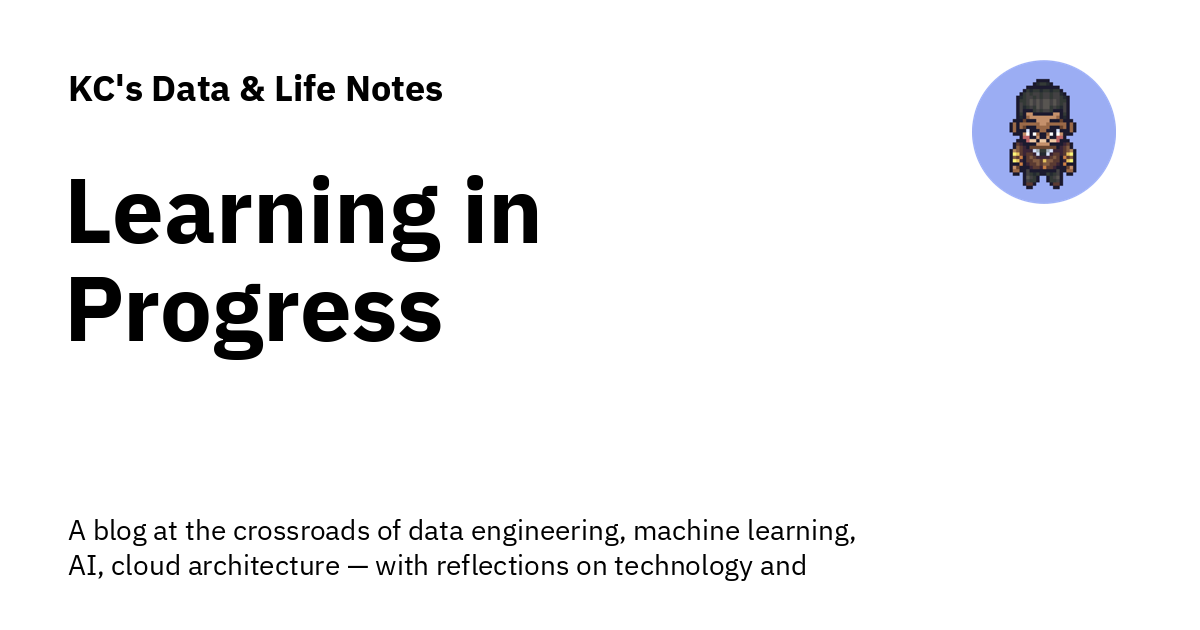 KC's Data & Life Notes
Learning in
Progress
A blog at the crossroads of data engineering, machine learning,
AI, cloud architecture — with reflections on technology and